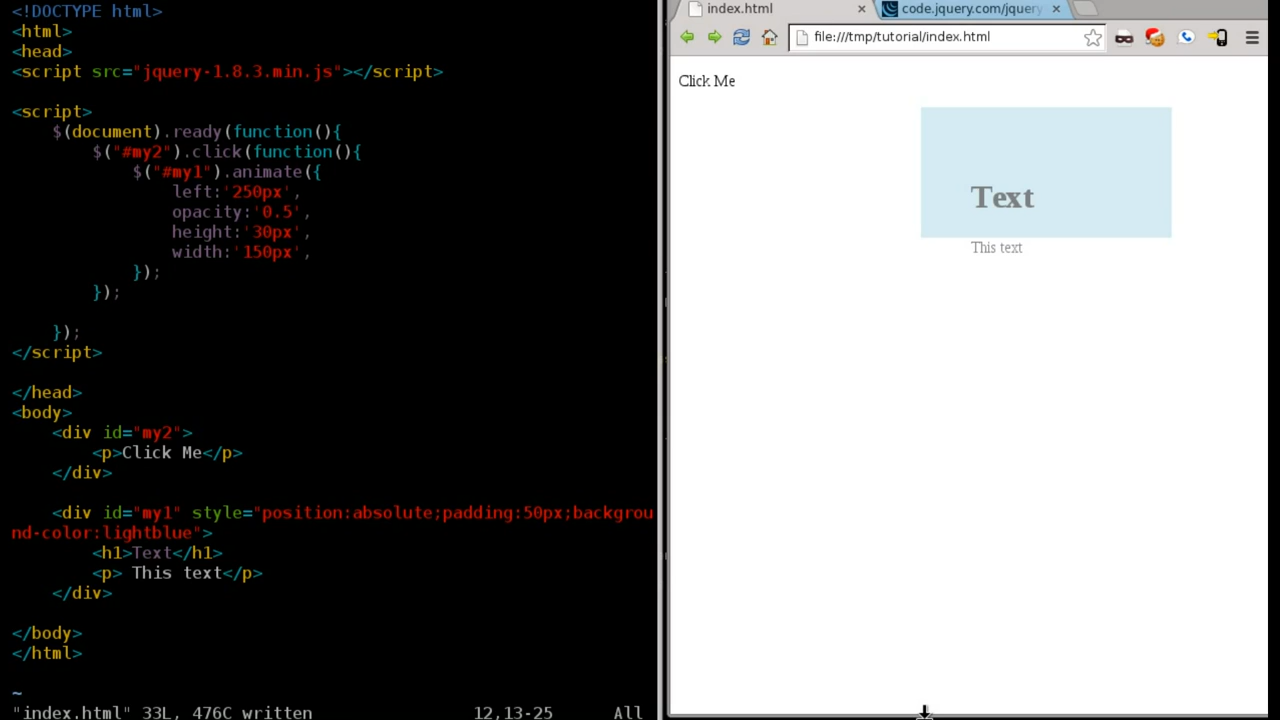 <!DOCTYPE html>
<html>
<head>
<script src="jquery-1.8.3.min.js"></script>
<script>
$(document).ready(function(){
$("#my2").click(function(){
$("#my1").animate({
left:'250px',
opacity:'0.5',
height:'30px',
width:'150px',
});
});
});
</script>
</head>
<body>
<div id="my2">
<p>Click Me</p>
</div>
<div id="my1" style="position:absolute;padding:50px;backgrou
nd-color:lightblue">
<h1>Text</h1>
<p> This text</p>
</div>
</body>
</html>
~
"index.html" 33L, 476C written 12,13-25 All
index.html × code.jquery.com/jquery ×
file:///tmp/tutorial/index.html
Click Me
Text
This text